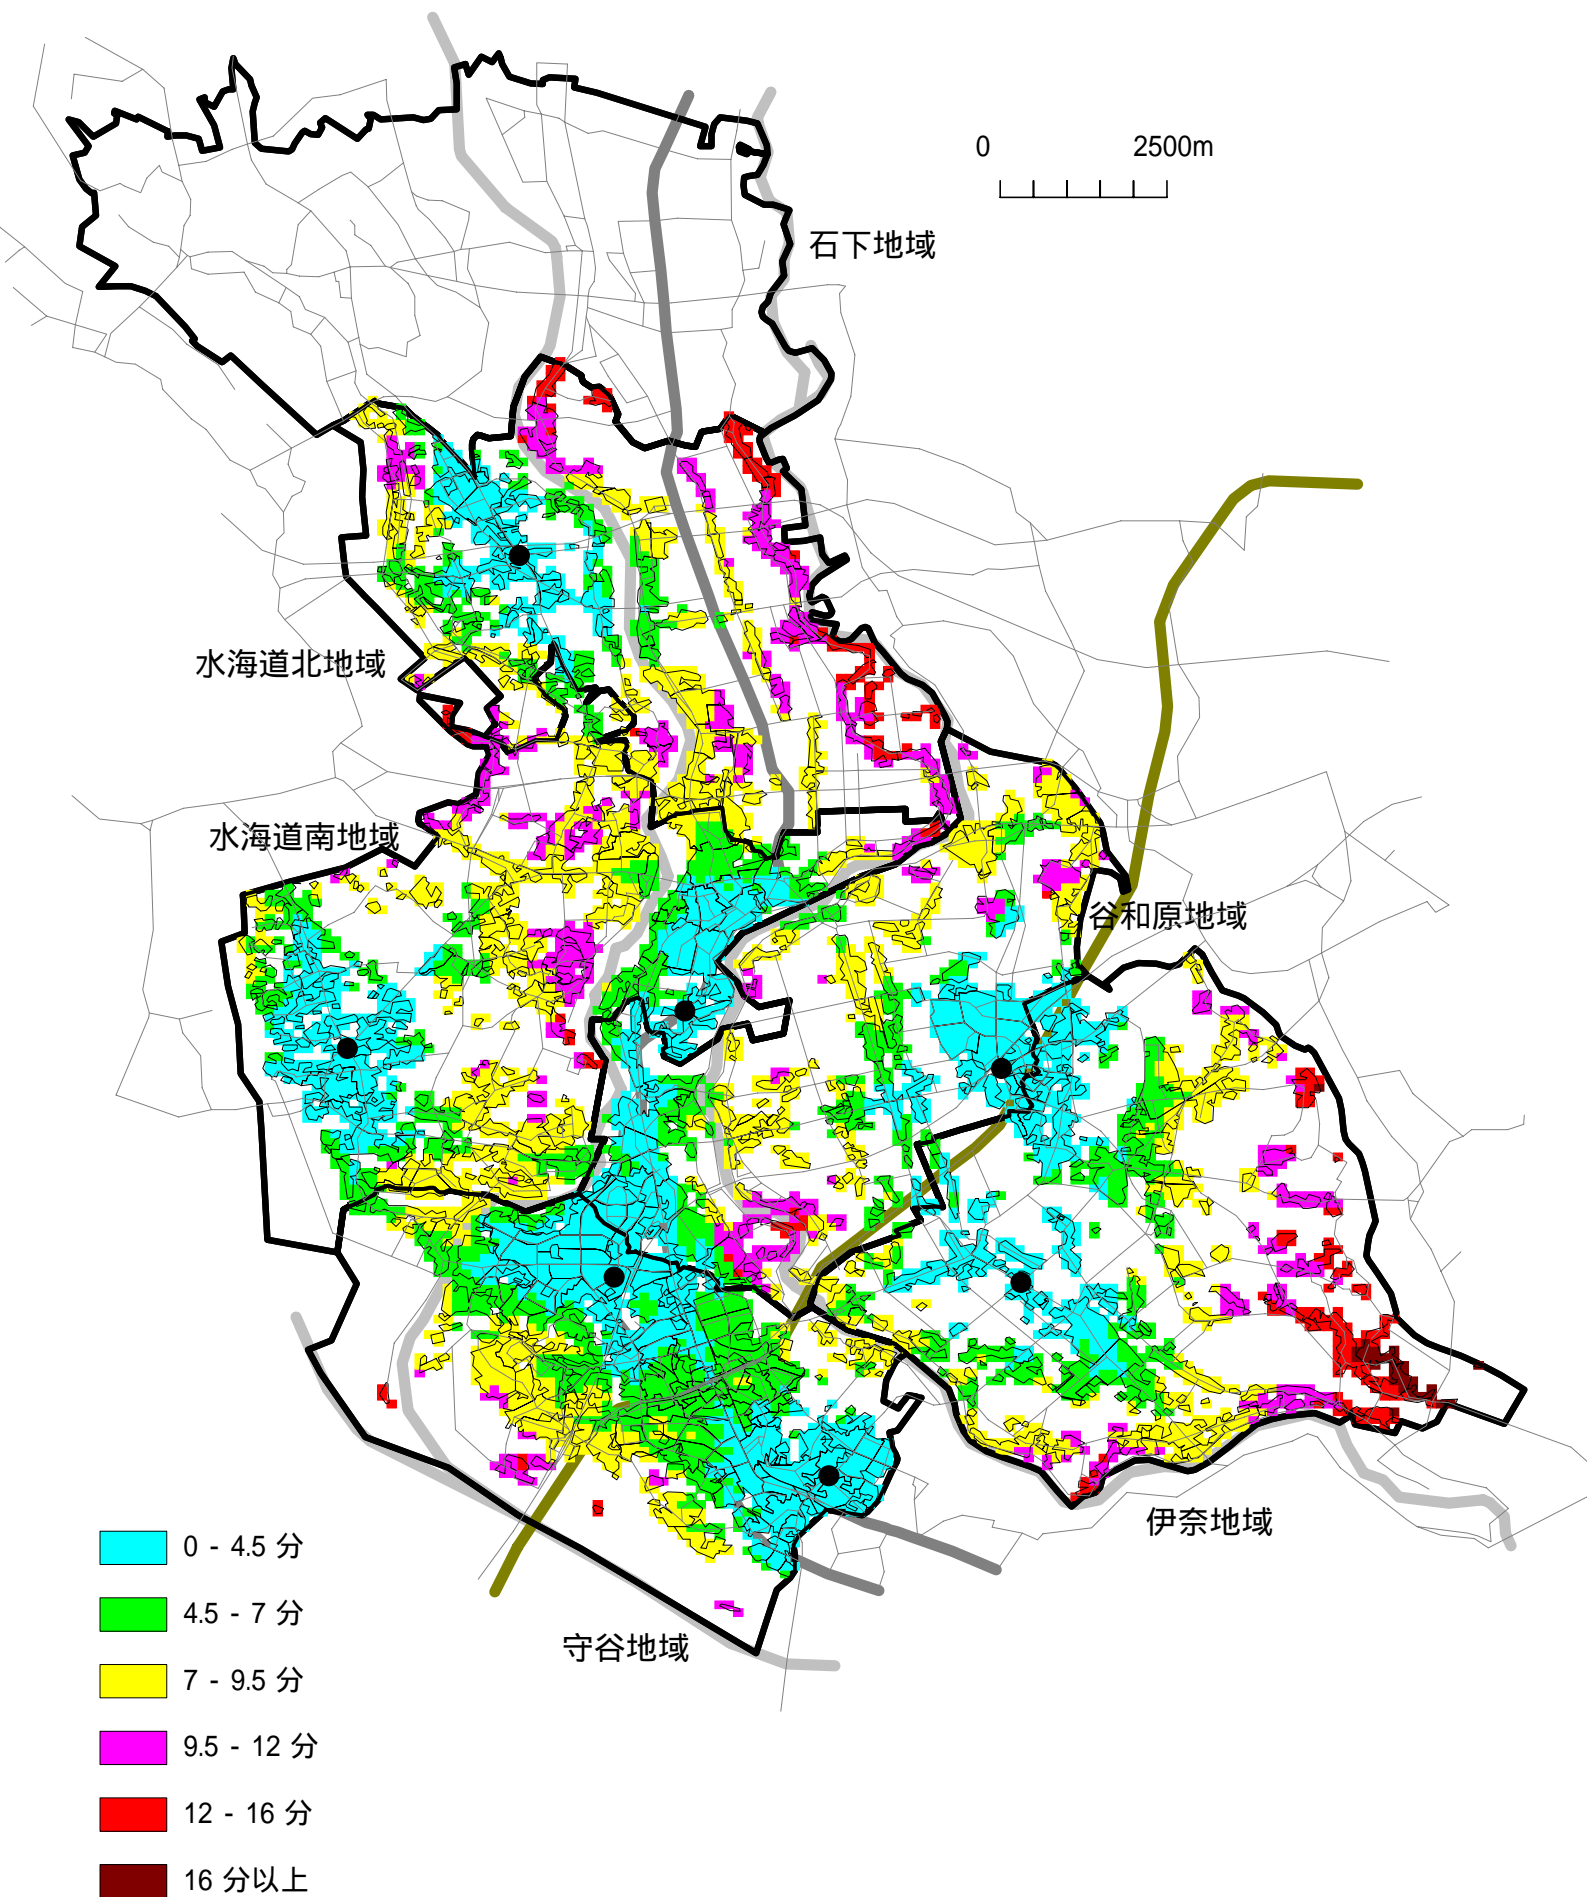 0 2500m
石下地域
水海道北地域
水海道南地域
谷和原地域
伊奈地域
守谷地域
0 - 4.5 分
4.5 - 7 分
7 - 9.5 分
9.5 - 12 分
12 - 16 分
16 分以上